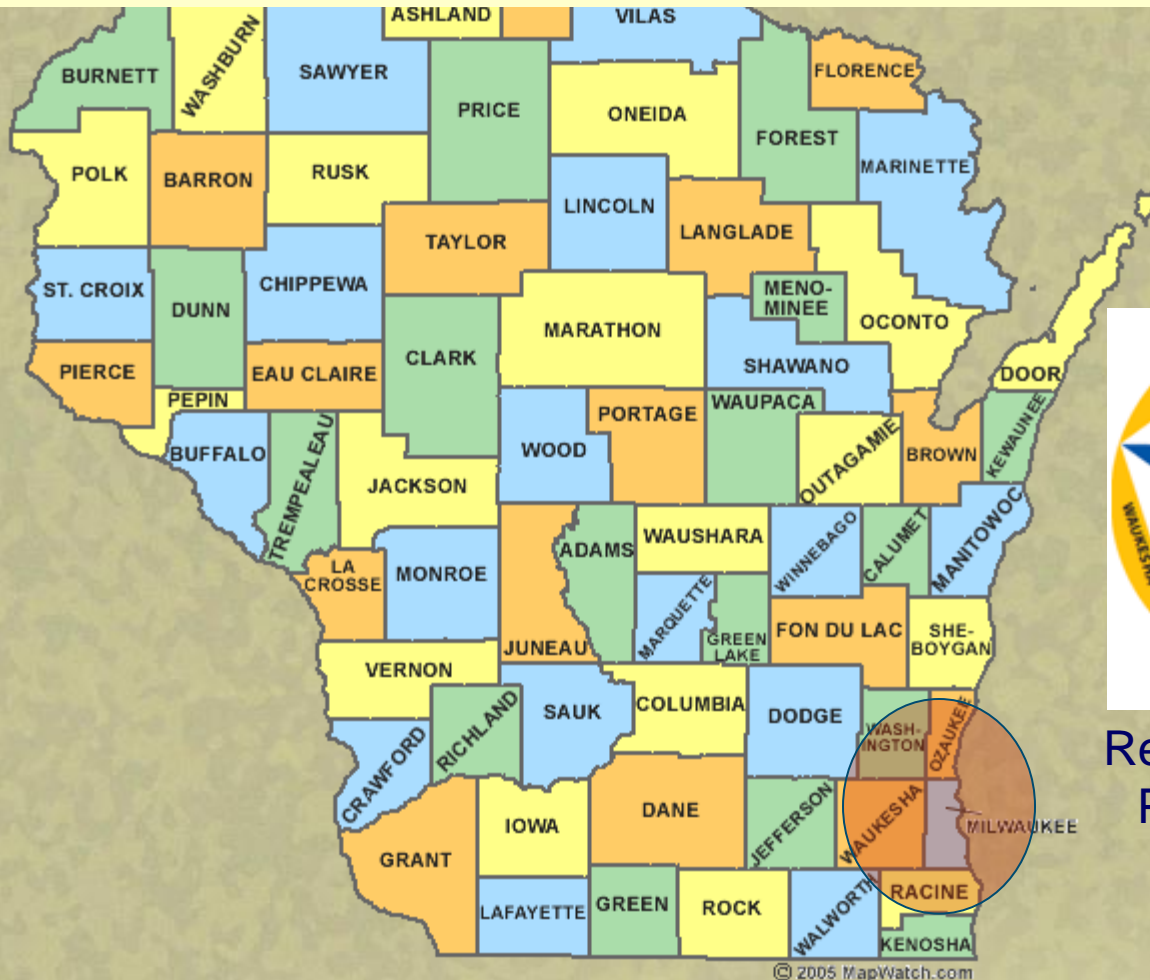 ASHLAND
VILAS
BURNETT
WASHBURN
SAWYER
PRICE
ONEIDA
FLORENCE
FOREST
MARINETTE
POLK
BARRON
RUSK
LINCOLN
TAYLOR
LANGLADE
ST. CROIX
DUNN
CHIPPEWA
MENO-
MINEE
OCONTO
MARATHON
CLARK
SHAWANO
PIERCE
EAU CLAIRE
DOOR
PEPIN
PORTAGE
WAUPACA
KEWAUNEE
BUFFALO
TREMPEALEAU
WOOD
OUTAGAMIE
BROWN
JACKSON
WAUKESHA
ADAMS
WAUSHARA
WINNEBAGO
CALUMET
MANITOWOC
LA
CROSSE
MONROE
MARQUETTE
JUNEAU
GREEN
LAKE
FON DU LAC
SHE-
BOYGAN
VERNON
RICHLAND
SAUK
COLUMBIA
DODGE
WASH-
INGTON
OZAUKEE
CRAWFORD
Re
DANE
JEFFERSON
WAUKESHA
MILWAUKEE
IOWA
GRANT
LAFAYETTE
GREEN
ROCK
WALWORTH
RACINE
KENOSHA
© 2005 MapWatch.com